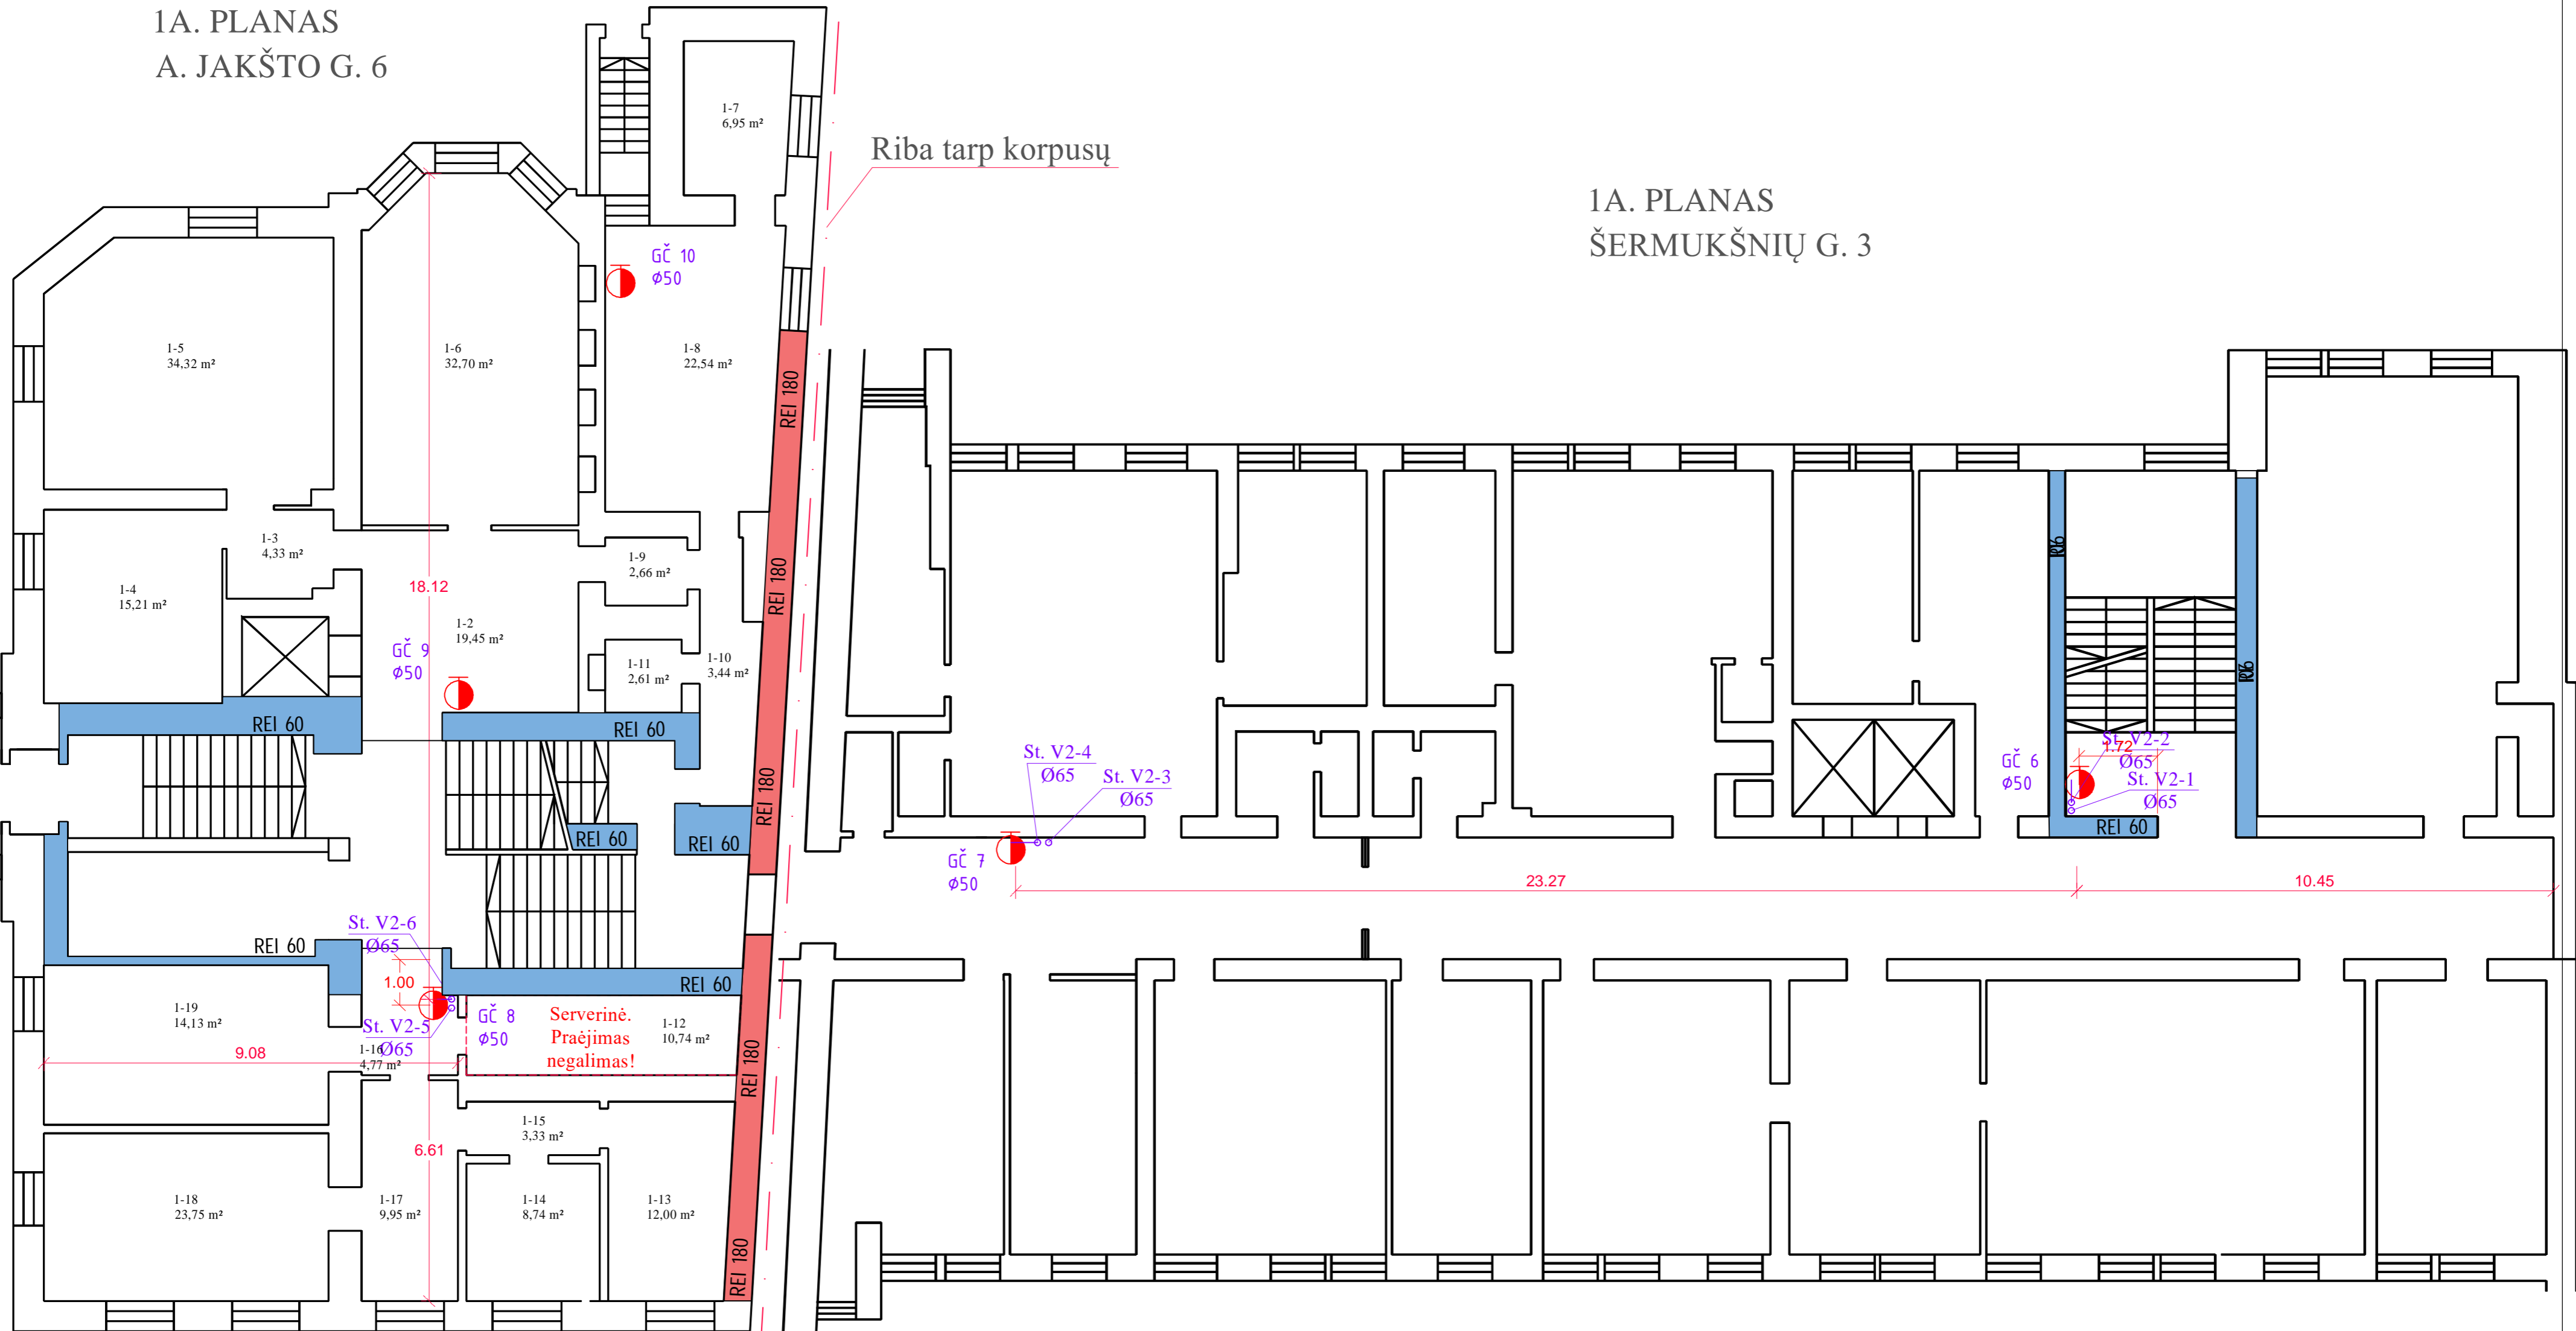 1A. PLANAS
A. JAKŠTO G. 6
1-7
6,95 m²
Riba tarp korpusų
1A. PLANAS
ŠERMUKŠNIŲ G. 3
GČ 10
⌀50
1-5
34,32 m²
1-6
32,70 m²
1-8
22,54 m²
REI 180
1-3
4,33 m²
1-9
2,66 m²
REI 180
18.12
1-4
15,21 m²
1-2
19,45 m²
GČ 9
⌀50
1-11
2,61 m²
1-10
3,44 m²
REI 60
REI 60
REI 180
REI 60
REI 60
St. V2-4
Ø65
St. V2-3
Ø65
GČ 7
⌀50
GČ 6
⌀50
St. V2-2
Ø65
1.72
St. V2-1
Ø65
REI 60
23.27
10.45
St. V2-6
Ø65
REI 60
REI 60
1.00
1-19
14,13 m²
St. V2-5
Ø65
GČ 8
⌀50
Serverinė.
Praėjimas
negalimas!
1-12
10,74 m²
1-16
4,77 m²
9.08
REI 180
1-15
3,33 m²
6.61
1-18
23,75 m²
1-17
9,95 m²
1-14
8,74 m²
1-13
12,00 m²
REI 180